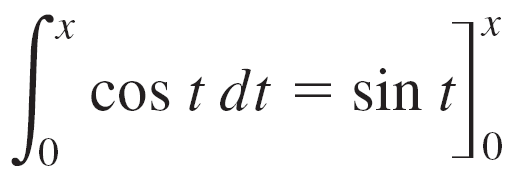 ∫₀ˣ cos t dt = sin t]₀ˣ